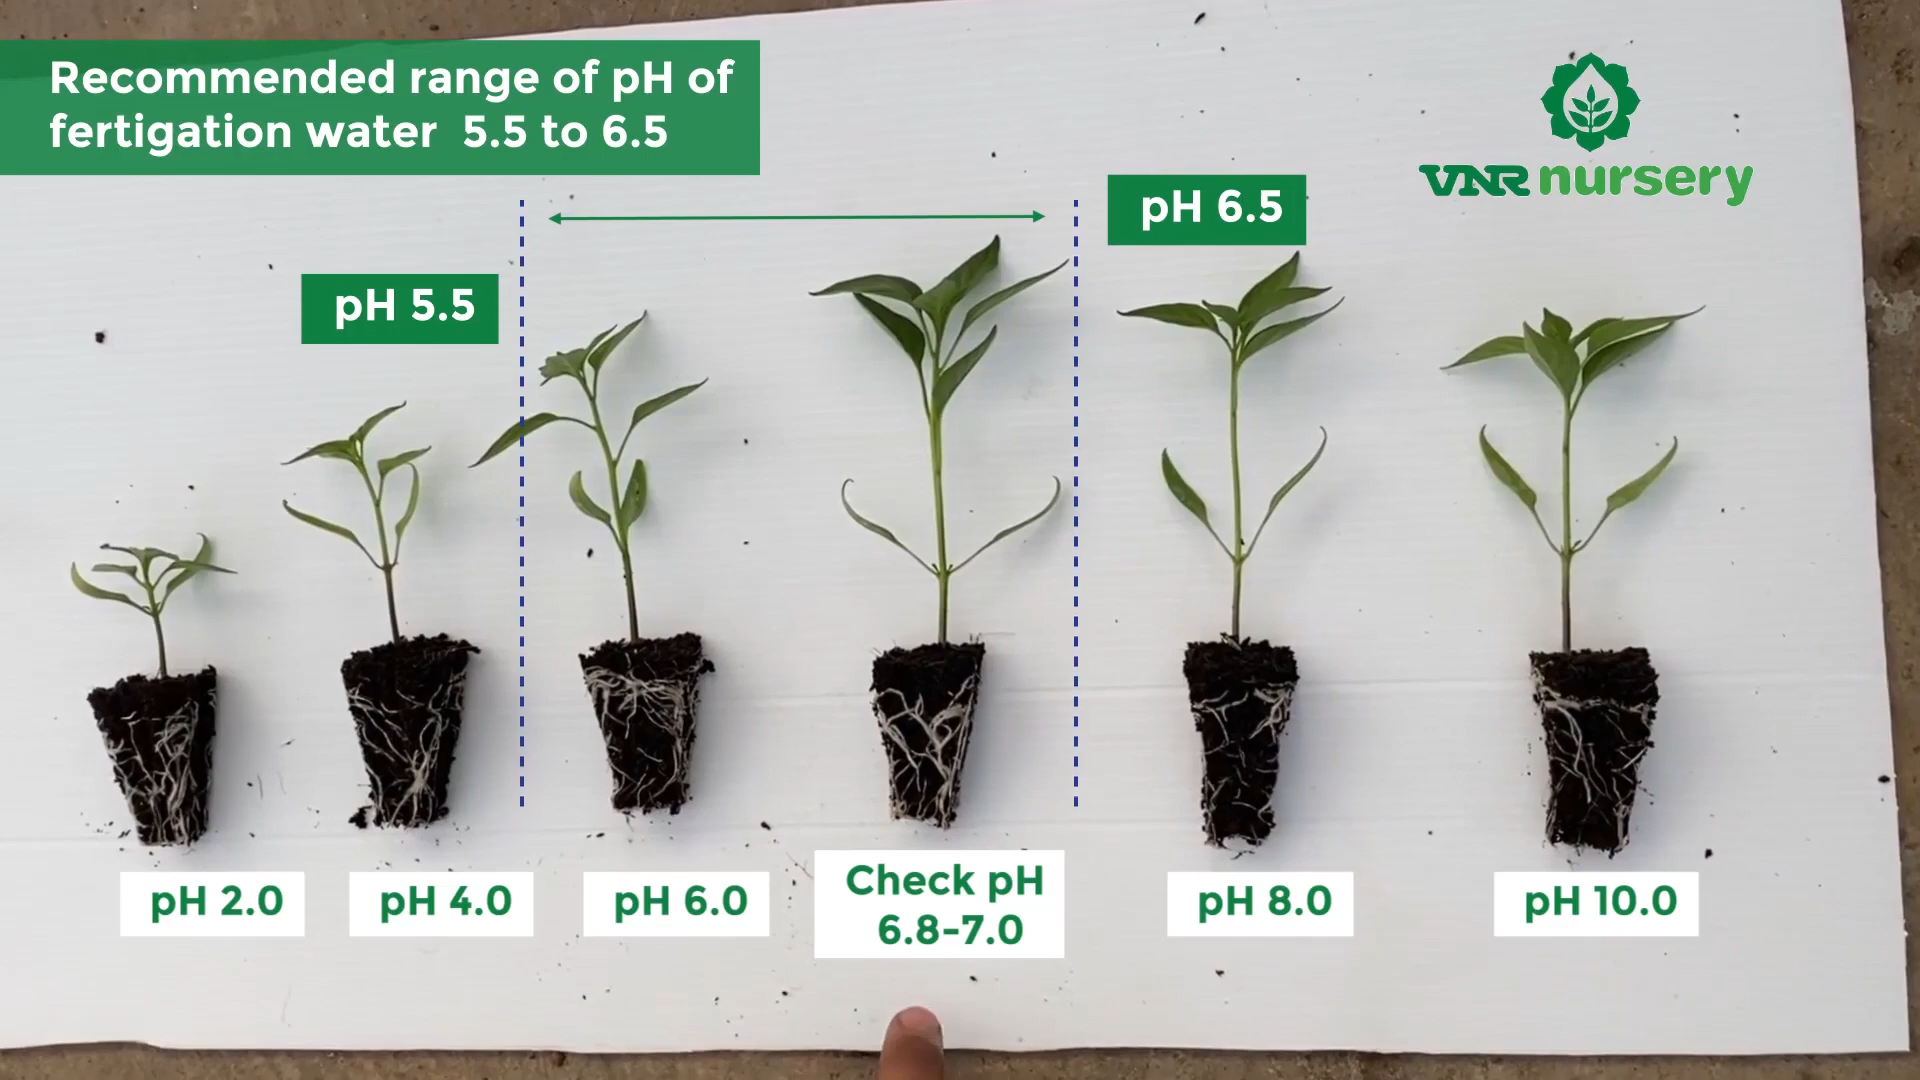 Recommended range of pH of
fertigation water 5.5 to 6.5
VNR nursery
pH 6.5
pH 5.5
pH 2.0
pH 4.0
pH 6.0
Check pH
6.8-7.0
pH 8.0
pH 10.0